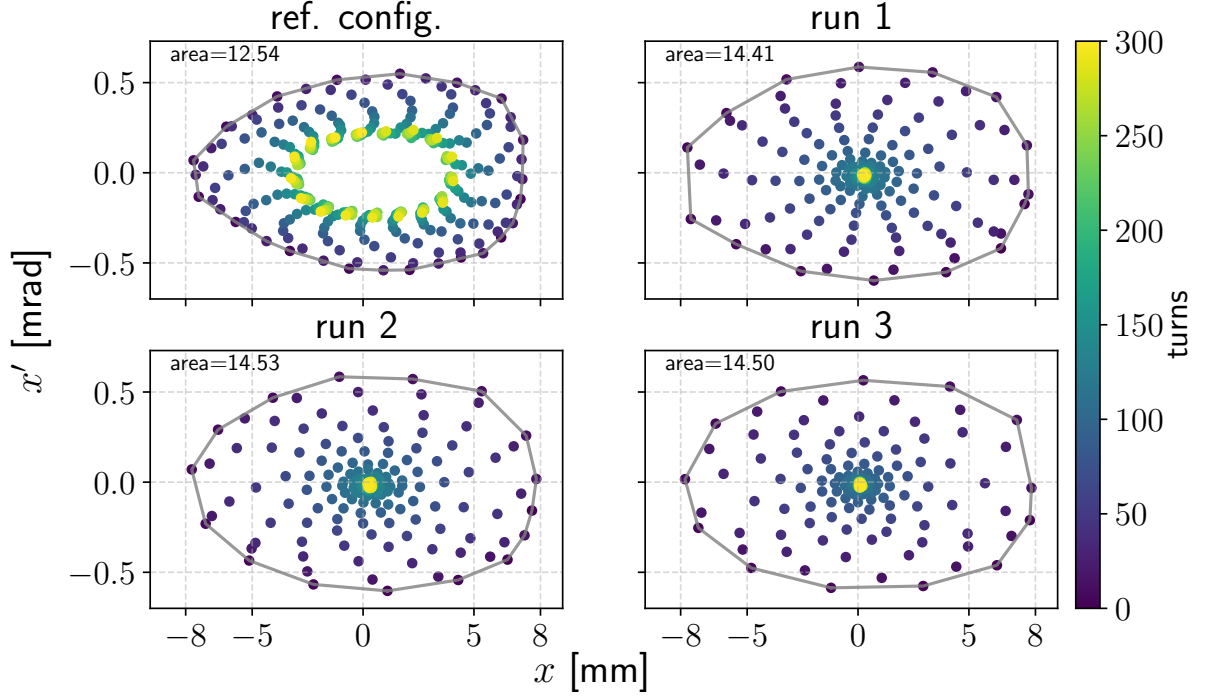 ref. config.
run 1
area=12.54
area=14.41
0.5
0.0
−0.5
run 2
run 3
area=14.53
area=14.50
0.5
0.0
−0.5
−8 −5 0 5 8
−8 −5 0 5 8
x [mm]
x′ [mrad]
300
250
200
150
100
50
0
turns